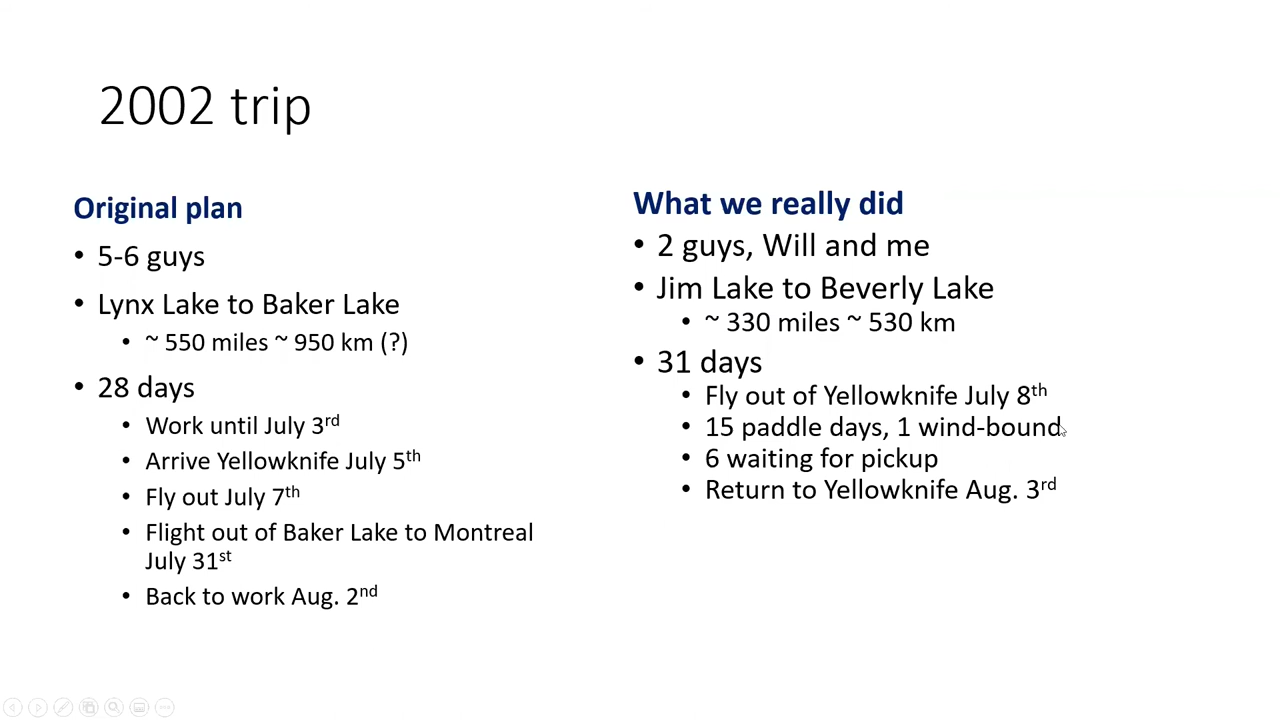 2002 trip
Original plan
• 5-6 guys
• Lynx Lake to Baker Lake
• ~ 550 miles ~ 950 km (?)
• 28 days
• Work until July 3rd
• Arrive Yellowknife July 5th
• Fly out July 7th
• Flight out of Baker Lake to Montreal
July 31st
• Back to work Aug. 2nd
What we really did
• 2 guys, Will and me
• Jim Lake to Beverly Lake
• ~ 330 miles ~ 530 km
• 31 days
• Fly out of Yellowknife July 8th
• 15 paddle days, 1 wind-bound
• 6 waiting for pickup
• Return to Yellowknife Aug. 3rd